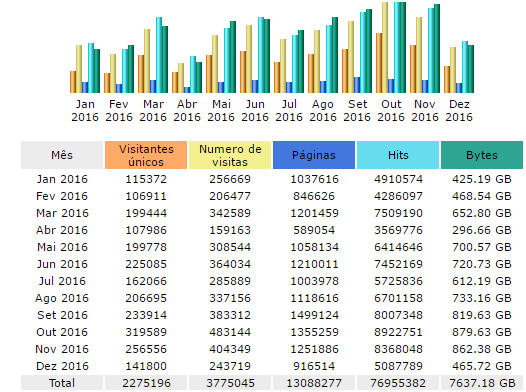 Jan Fev Mar Abr Mai Jun Jul Ago Set Out Nov Dez
2016 2016 2016 2016 2016 2016 2016 2016 2016 2016 2016 2016
Mês Visitantes únicos Numero de visitas Páginas Hits Bytes
Jan 2016 115372 256669 1037616 4910574 425.19 GB
Fev 2016 106911 206477 846626 4286097 468.54 GB
Mar 2016 199444 342589 1201459 7509190 652.80 GB
Abr 2016 107986 159163 589054 3569776 296.66 GB
Mai 2016 199778 308544 1058134 6414646 700.57 GB
Jun 2016 225085 364034 1210011 7452169 720.73 GB
Jul 2016 162066 285889 1003978 5725836 612.19 GB
Ago 2016 206695 337156 1118616 6701158 733.16 GB
Set 2016 233914 383312 1499124 8007348 819.63 GB
Out 2016 319589 483144 1355259 8922751 879.63 GB
Nov 2016 256556 404349 1251886 8368048 862.38 GB
Dez 2016 141800 243719 916514 5087789 465.72 GB
Total 2275196 3775045 13088277 76955382 7637.18 GB